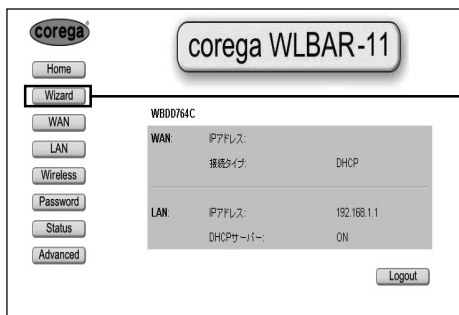 corega
corega WLBAR-11
Home
Wizard
WAN
LAN
Wireless
Password
Status
Advanced
WBDD764C
WAN: IPアドレス:
接続タイプ: DHCP
LAN: IPアドレス: 192.168.1.1
DHCPサーバー: ON
Logout